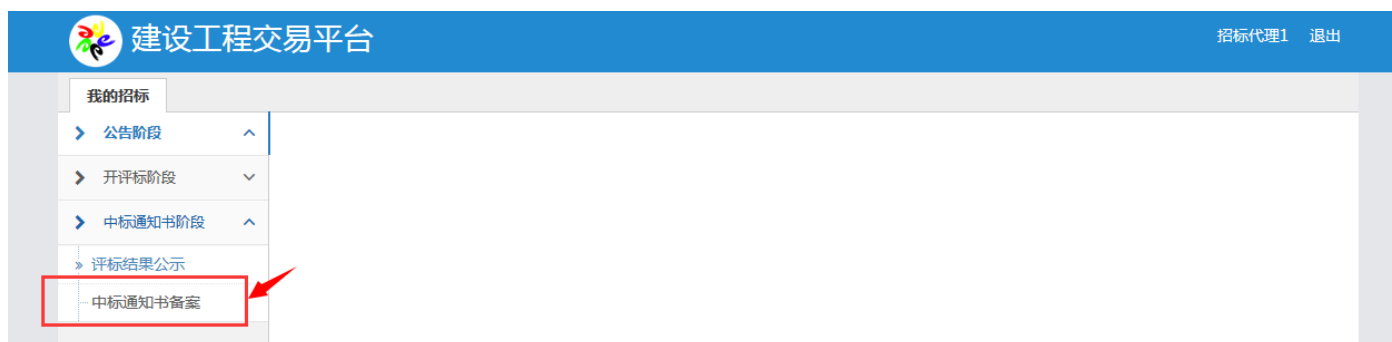 建设工程交易平台
招标代理1 退出
我的招标
公告阶段
开评标阶段
中标通知书阶段
评标结果公示
中标通知书备案